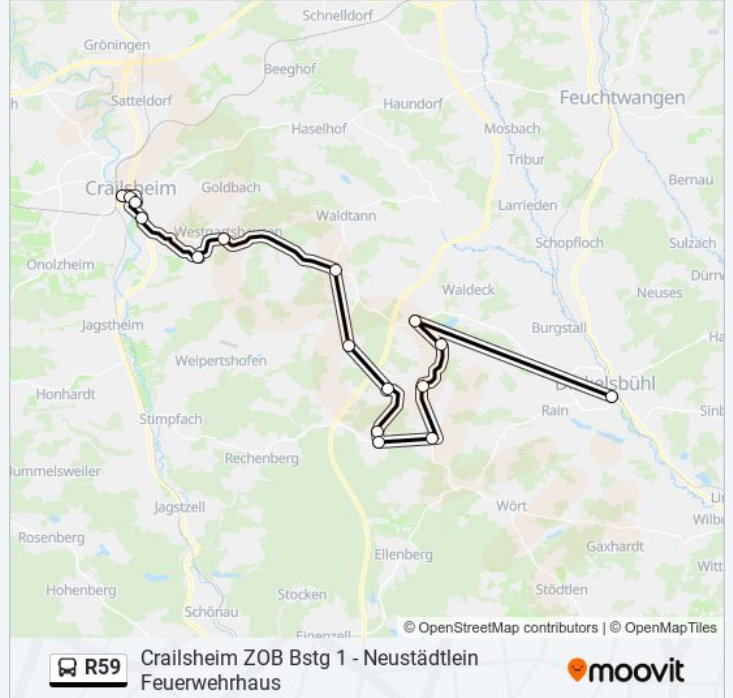 Schnelldorf
Gröningen
Beeghof
Satteldorf
Haundorf
Feuchtwangen
Haselhof
Mosbach
Tribur
Crailsheim
Goldbach
Bernau
Larrieden
Waldtann
Schopfloch
Sulzach
Onolzheim
Waldeck
Neuses
Jagstheim
Burgstall
Weipertshofen
Honhardt
Rain
Stimpfach
Rechenberg
ummelsweiler
Jagstzell
Wört
Rosenberg
Gaxhardt
Ellenberg
Hohenberg
Stocken
Stödtlen
Schönau
© OpenStreetMap contributors | © OpenMapTiles
R59
Crailsheim ZOB Bstg 1 - Neustädtlein
Feuerwehrhaus
moovit